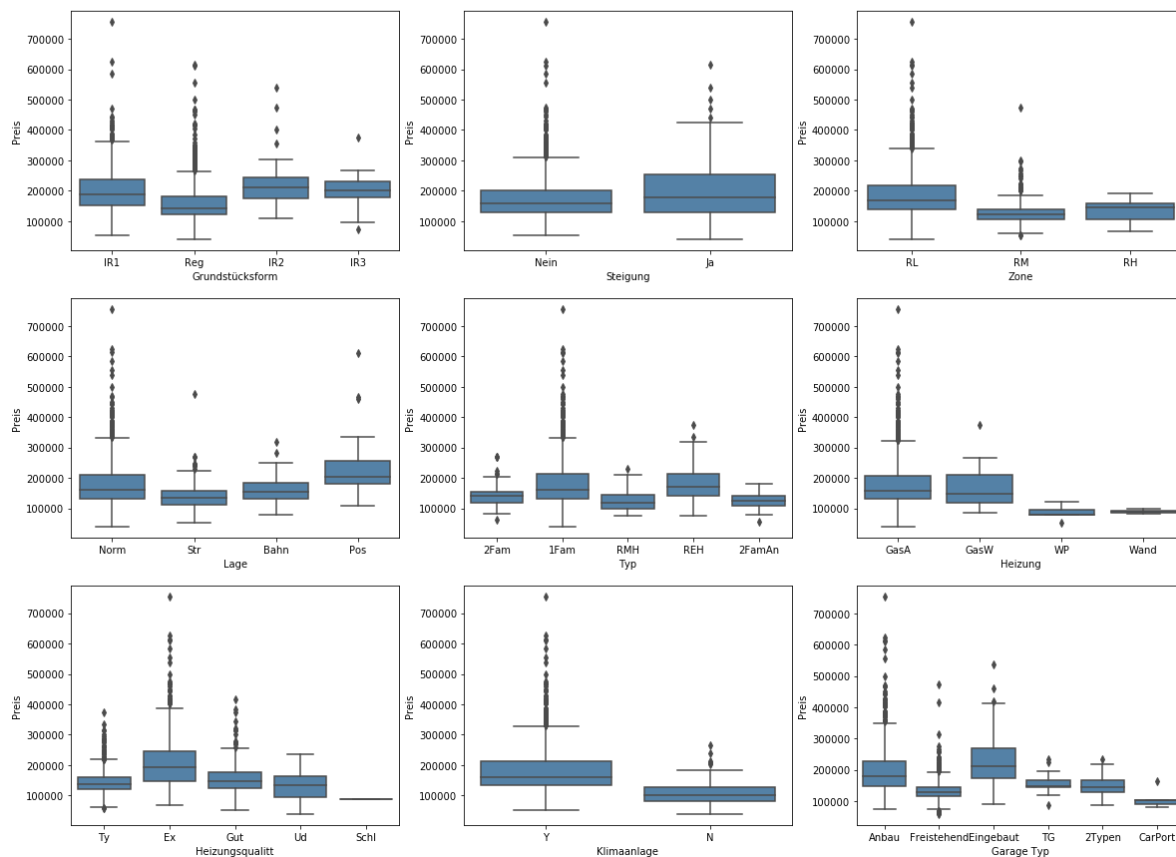 700000
600000
500000
400000
300000
200000
100000
Preis
IR1 Reg IR2 IR3
Grundstücksform
700000
600000
500000
400000
300000
200000
100000
Preis
Nein Ja
Steigung
700000
600000
500000
400000
300000
200000
100000
Preis
RL RM RH
Zone
700000
600000
500000
400000
300000
200000
100000
Preis
Norm Str Bahn Pos
Lage
700000
600000
500000
400000
300000
200000
100000
Preis
2Fam 1Fam RMH REH 2FamAn
Typ
700000
600000
500000
400000
300000
200000
100000
Preis
GasA GasW WP Wand
Heizung
700000
600000
500000
400000
300000
200000
100000
Preis
Ty Ex Gut Ud Schl
Heizungsqualitt
700000
600000
500000
400000
300000
200000
100000
Preis
Y N
Klimaanlage
700000
600000
500000
400000
300000
200000
100000
Preis
Anbau Freistehend Eingebaut TG 2Typen CarPort
Garage Typ